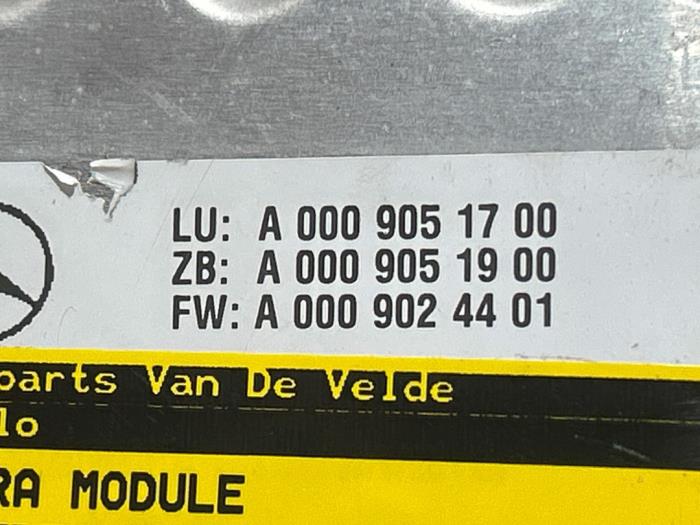 LU: A 000 905 17 00
ZB: A 000 905 19 00
FW: A 000 902 44 01
parts Van De Velde
lo
RA MODULE